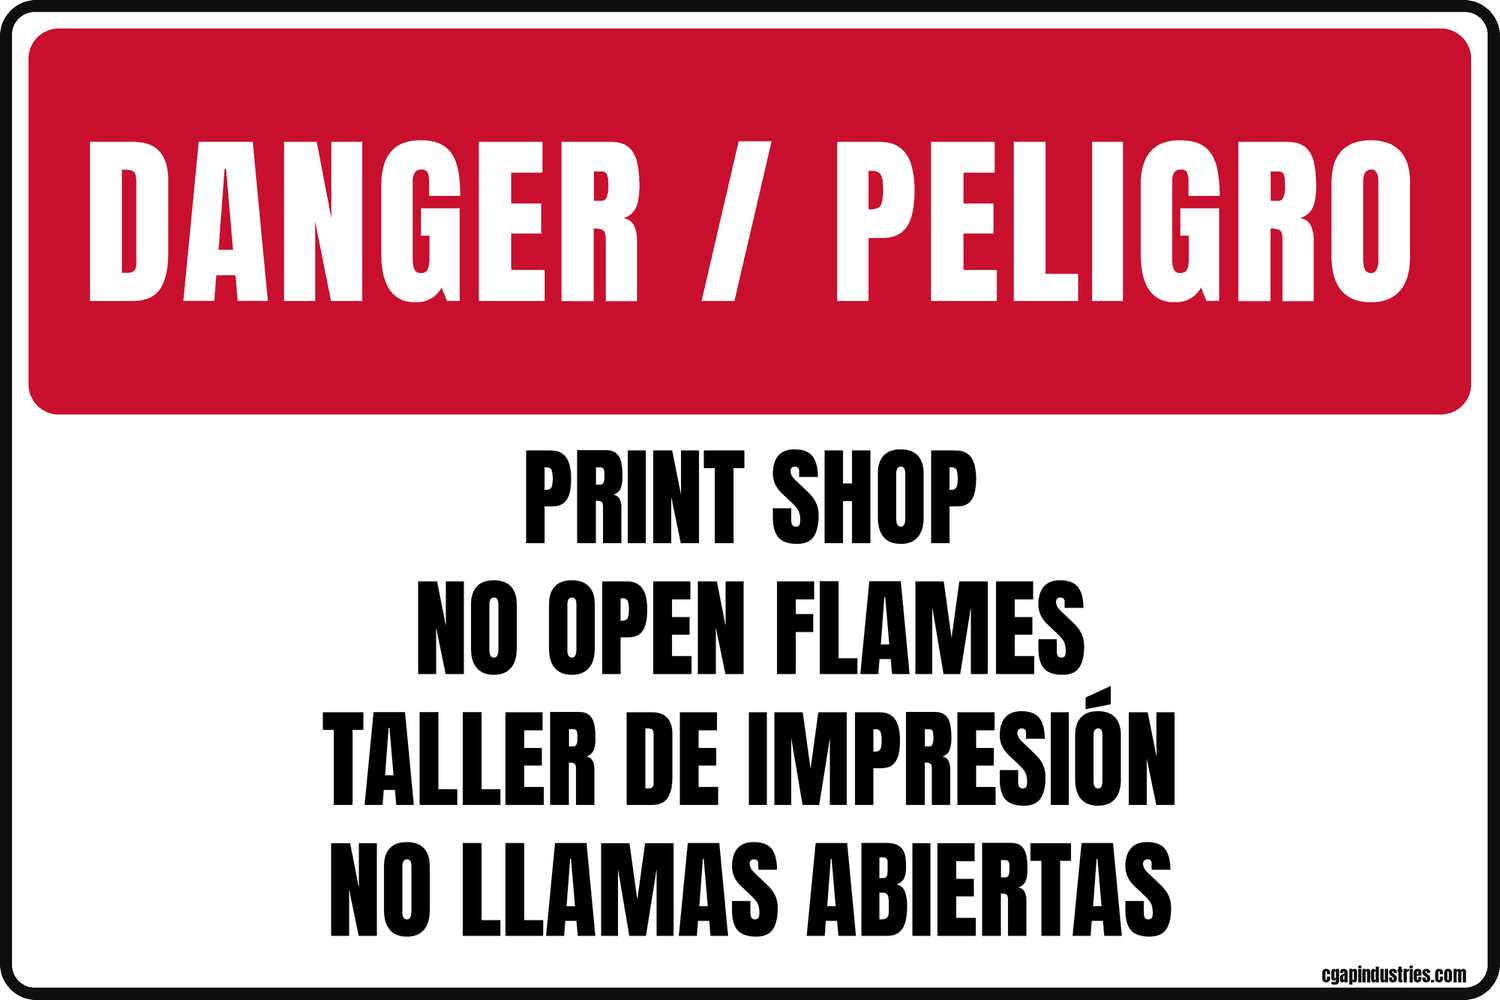 DANGER / PELIGRO
PRINT SHOP
NO OPEN FLAMES
TALLER DE IMPRESIÓN
NO LLAMAS ABIERTAS
cgapindustries.com